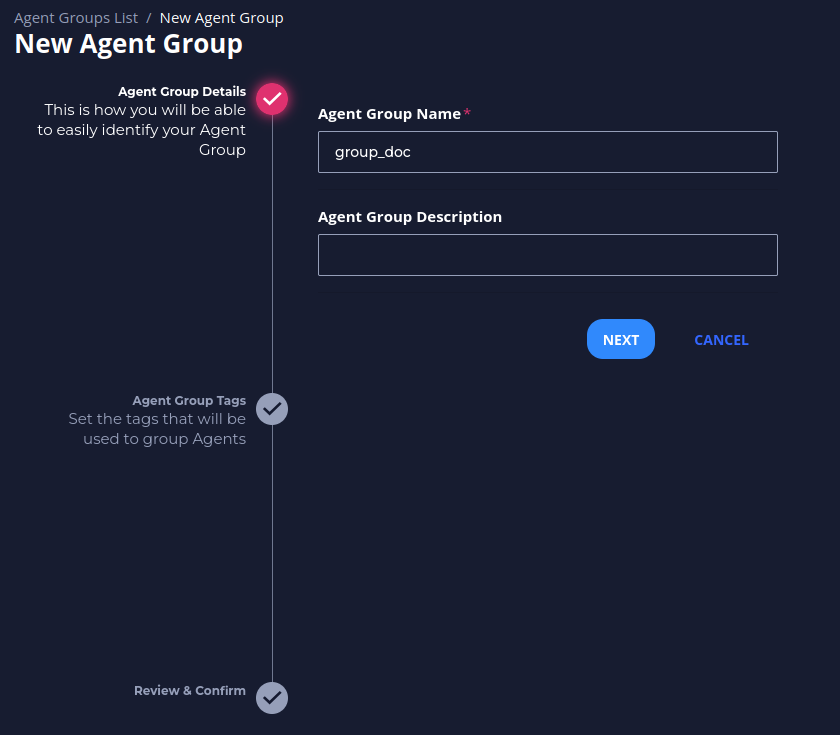 Agent Groups List / New Agent Group
New Agent Group
Agent Group Details
This is how you will be able
to easily identify your Agent
Group
Agent Group Name*
group_doc
Agent Group Description
NEXT
CANCEL
Agent Group Tags
Set the tags that will be
used to group Agents
Review & Confirm